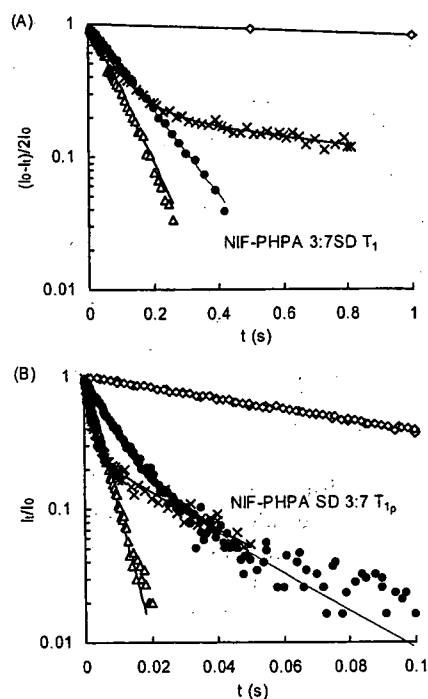 (A)
1
(I₀-Iₜ)/2I₀
0.1
NIF-PHPA 3:7SD T₁
0.01
0 0.2 0.4 0.6 0.8 1
t (s)
(B)
1
Iₜ/I₀
0.1
NIF-PHPA SD 3:7 T₁ρ
0.01
0 0.02 0.04 0.06 0.08 0.1
t (s)